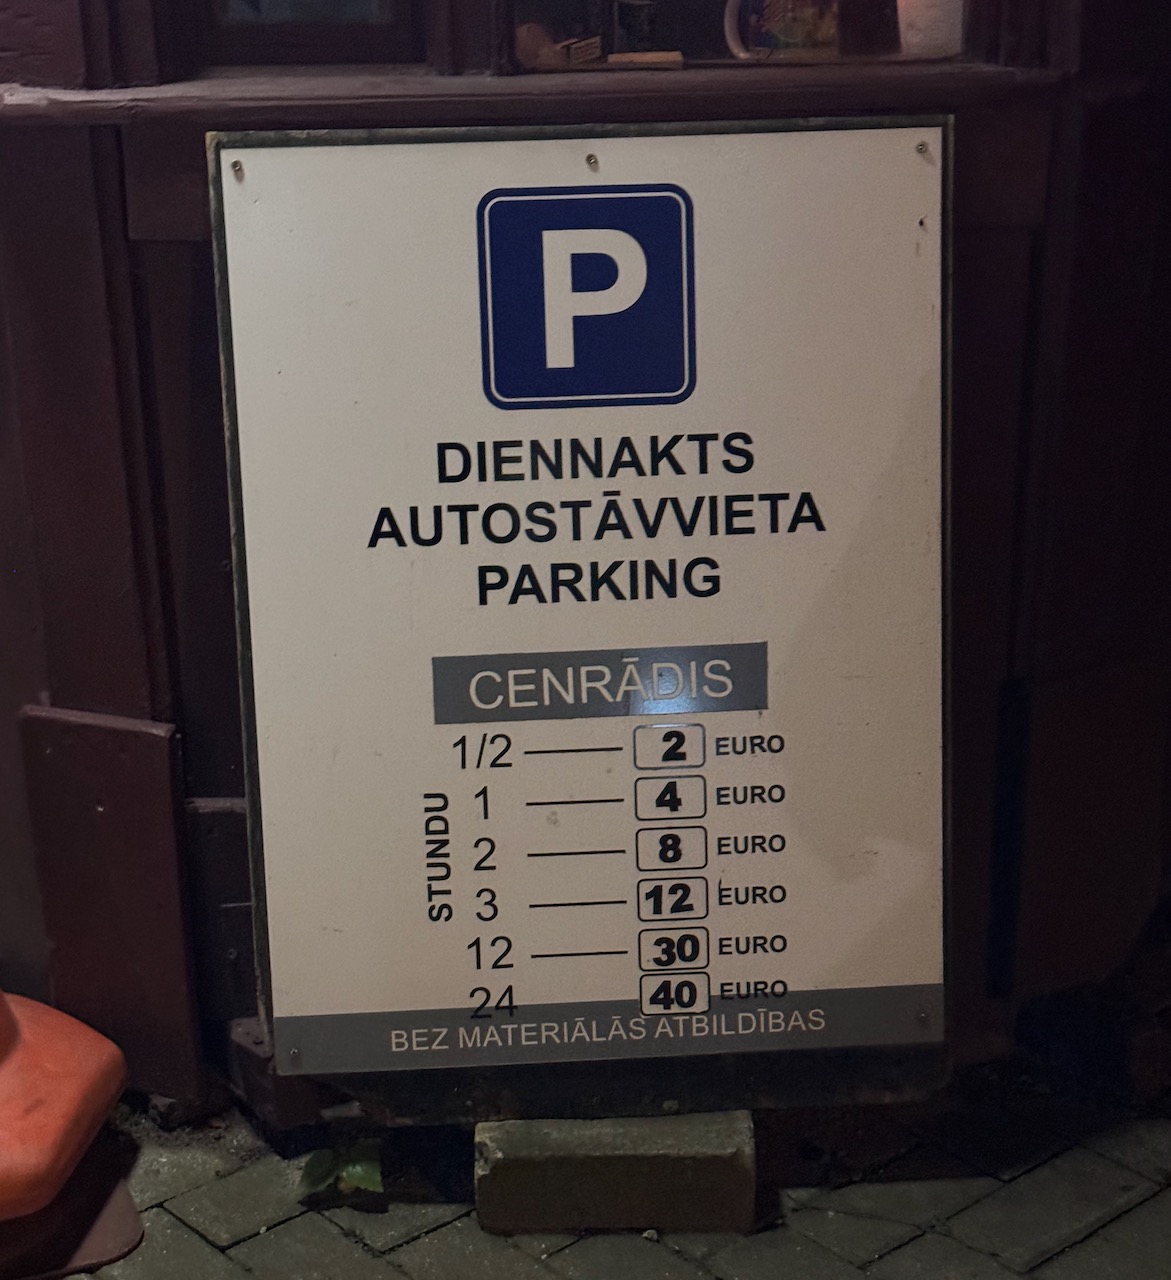 P
DIENNAKTS
AUTOSTĀVVIETA
PARKING
CENRĀDIS
STUNDU
1/2 2 EURO
1 4 EURO
2 8 EURO
3 12 EURO
12 30 EURO
24 40 EURO
BEZ MATERIĀLĀS ATBILDĪBAS